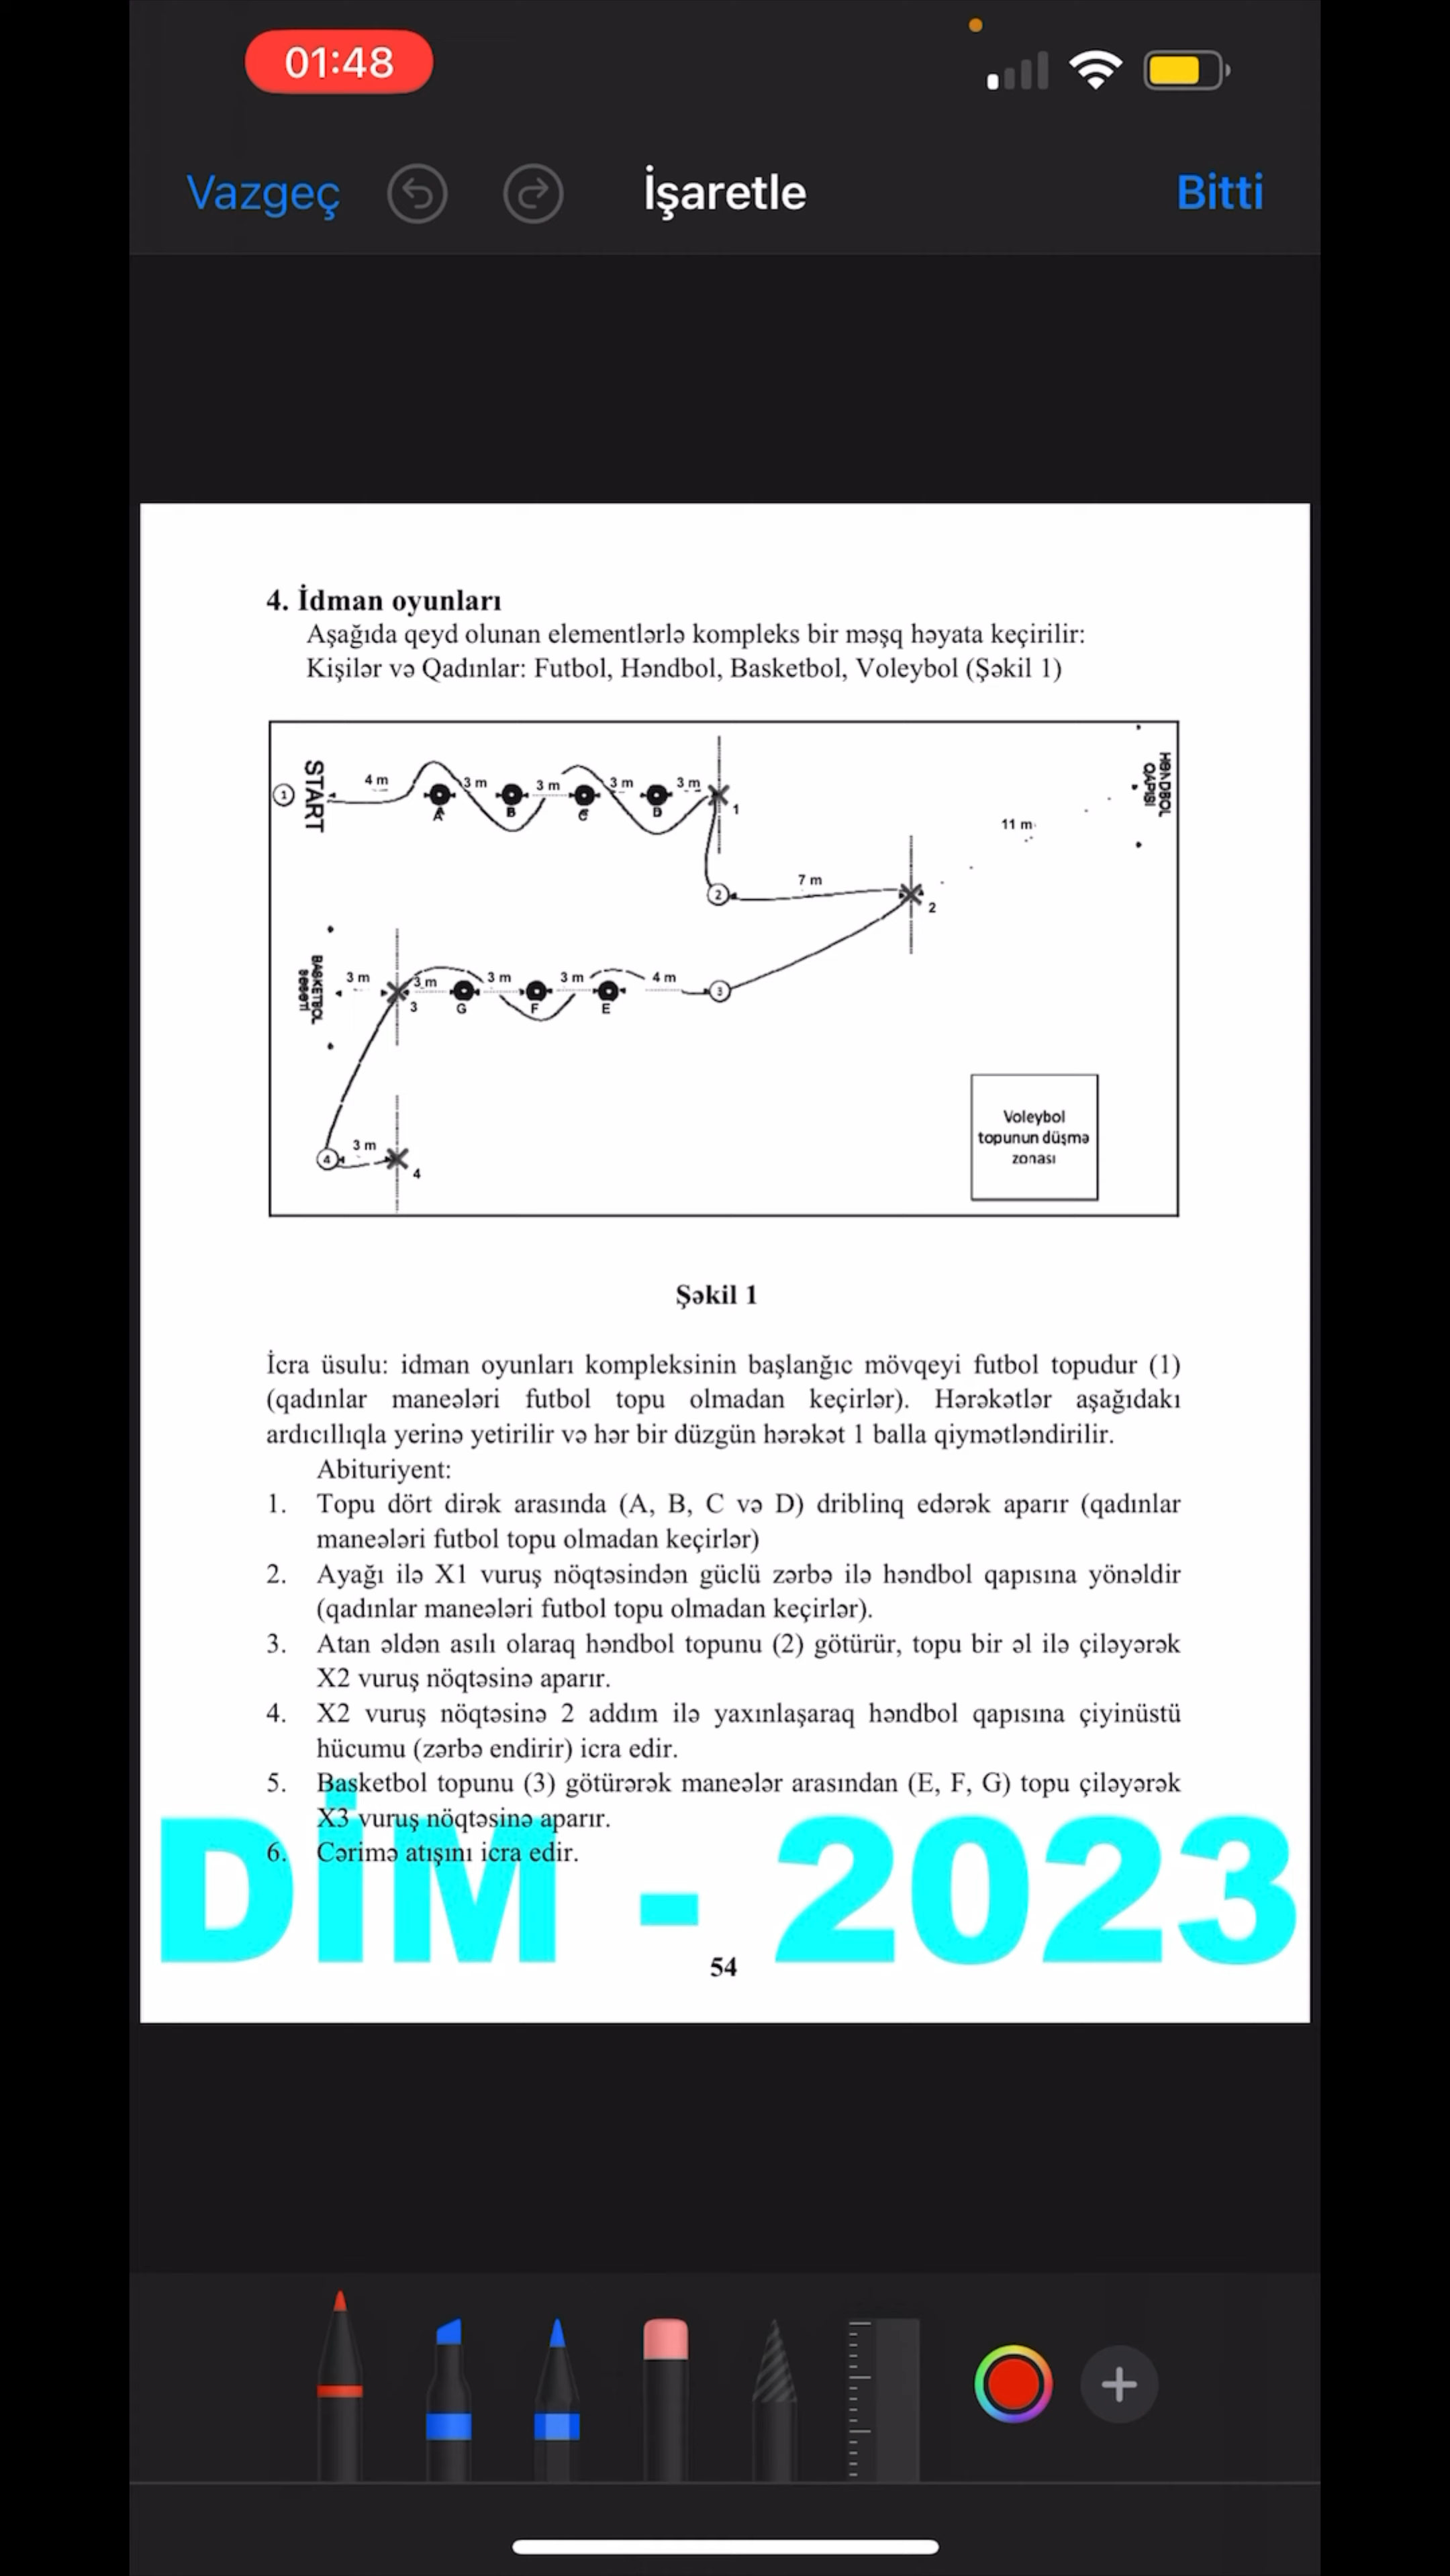 01:48
Vazgeç
İşaretle
Bitti
4. İdman oyunları
Aşağıda qeyd olunan elementlərlə kompleks bir məşq həyata keçirilir:
Kişilər və Qadınlar: Futbol, Həndbol, Basketbol, Voleybol (Şəkil 1)
1
START
4 m
A
3 m
B
3 m
C
3 m
D
3 m
1
HƏNDBOL
QAPISI
11 m
2
7 m
2
BASKETBOL
SƏBƏTİ
3 m
3
3 m
G
3 m
F
3 m
E
4 m
3
4
3 m
4
Voleybol
topunun düşmə
zonası
Şəkil 1
İcra üsulu: idman oyunları kompleksinin başlanğıc mövqeyi futbol topudur (1)
(qadınlar maneələri futbol topu olmadan keçirlər). Hərəkətlər aşağıdakı
ardıcıllıqla yerinə yetirilir və hər bir düzgün hərəkət 1 balla qiymətləndirilir.
Abituriyent:
1. Topu dört dirək arasında (A, B, C və D) driblinq edərək aparır (qadınlar
maneələri futbol topu olmadan keçirlər)
2. Ayağı ilə X1 vuruş nöqtəsindən güclü zərbə ilə həndbol qapısına yönəldir
(qadınlar maneələri futbol topu olmadan keçirlər).
3. Atan əldən asılı olaraq həndbol topunu (2) götürür, topu bir əl ilə çiləyərək
X2 vuruş nöqtəsinə aparır.
4. X2 vuruş nöqtəsinə 2 addım ilə yaxınlaşaraq həndbol qapısına çiyinüstü
hücumu (zərbə endirir) icra edir.
5. Basketbol topunu (3) götürərək maneələr arasından (E, F, G) topu çiləyərək
X3 vuruş nöqtəsinə aparır.
6. Cərimə atışını icra edir.
DİM - 2023
54